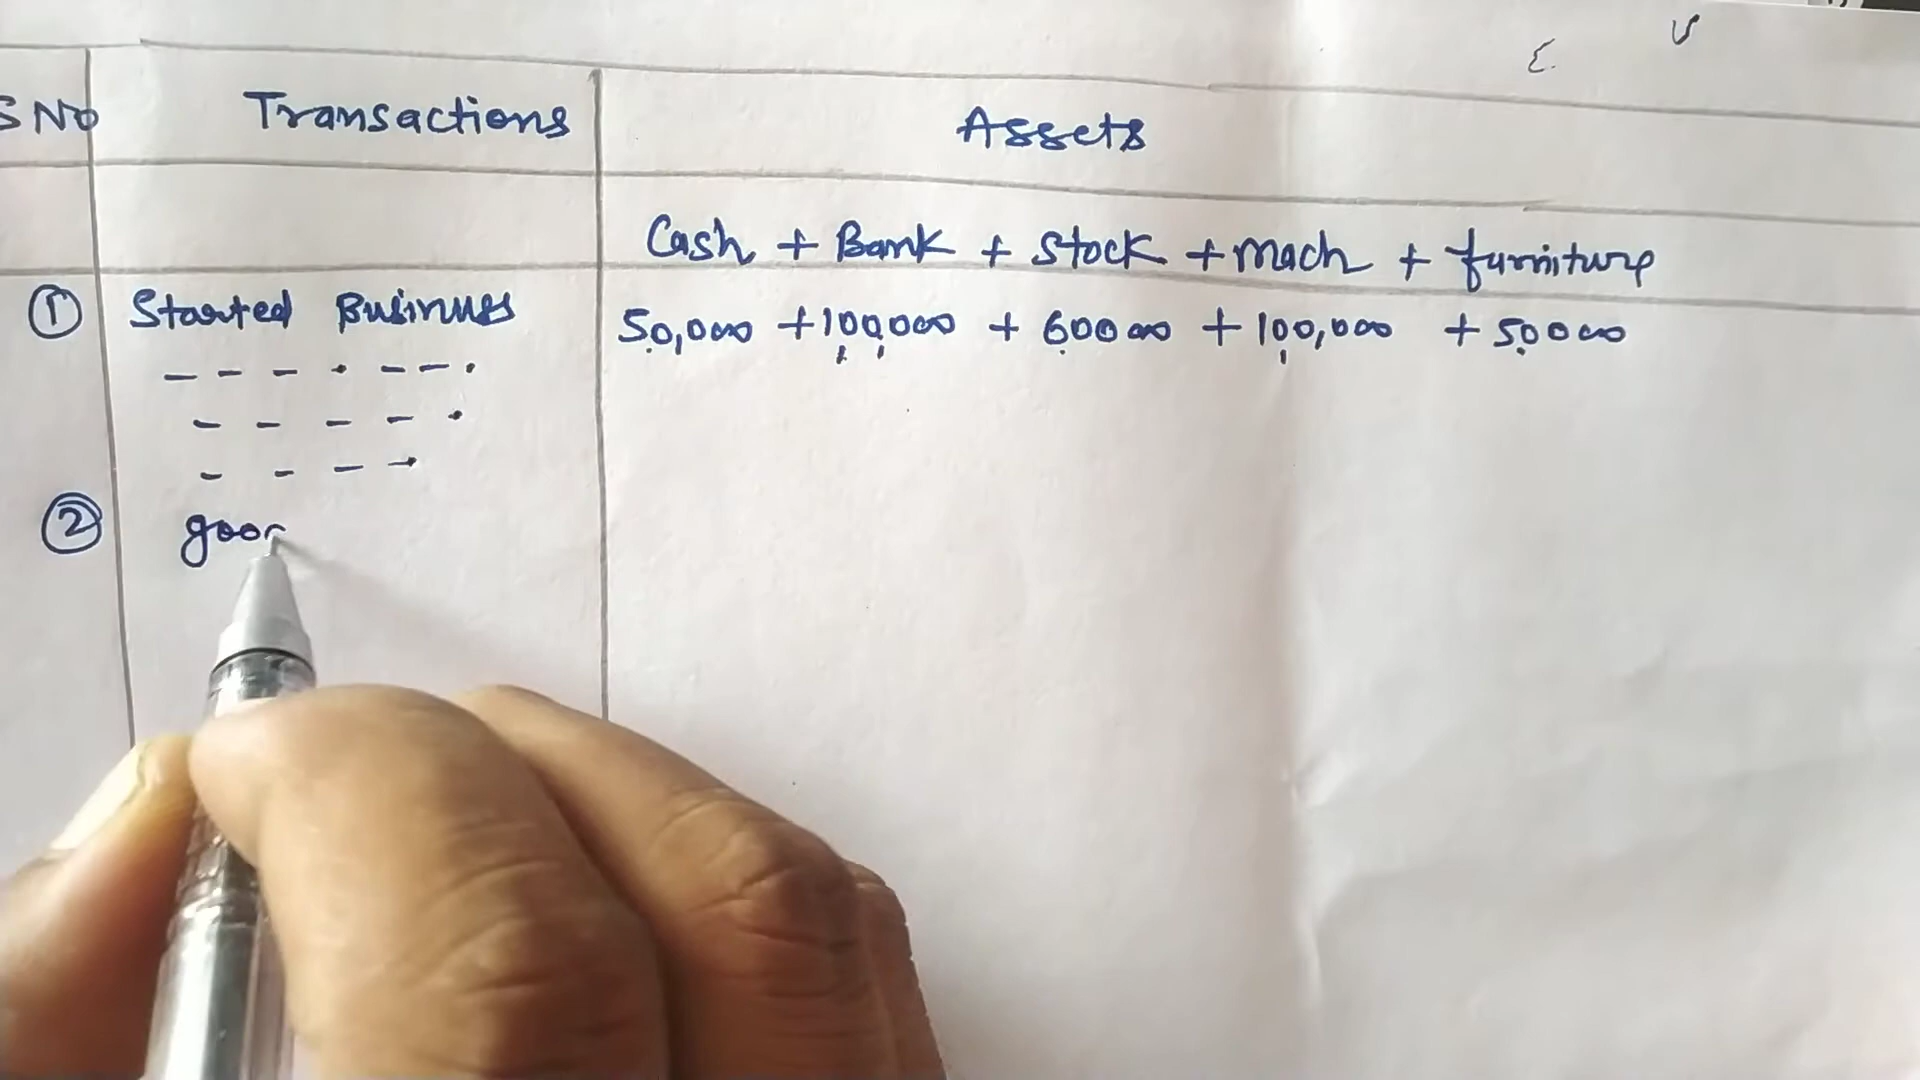 S No Transactions Assets
Cash + Bank + Stock + Mach + furniture
① Started Business 50,000 + 100,000 + 60000 + 100,000 + 50000
②